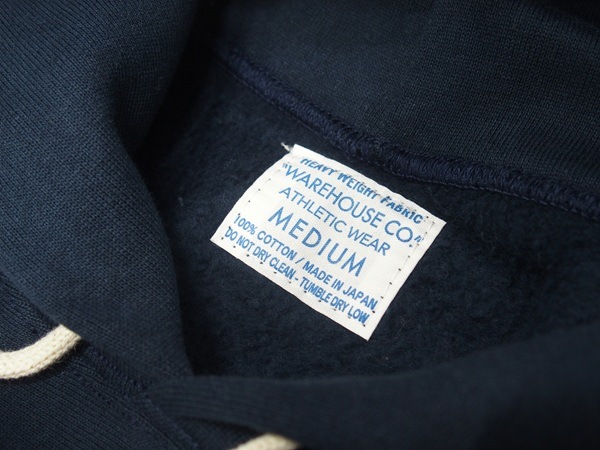 HEAVY WEIGHT FABRIC
"WAREHOUSE CO."
ATHLETIC WEAR
MEDIUM
100% COTTON / MADE IN JAPAN.
DO NOT DRY CLEAN - TUMBLE DRY LOW.